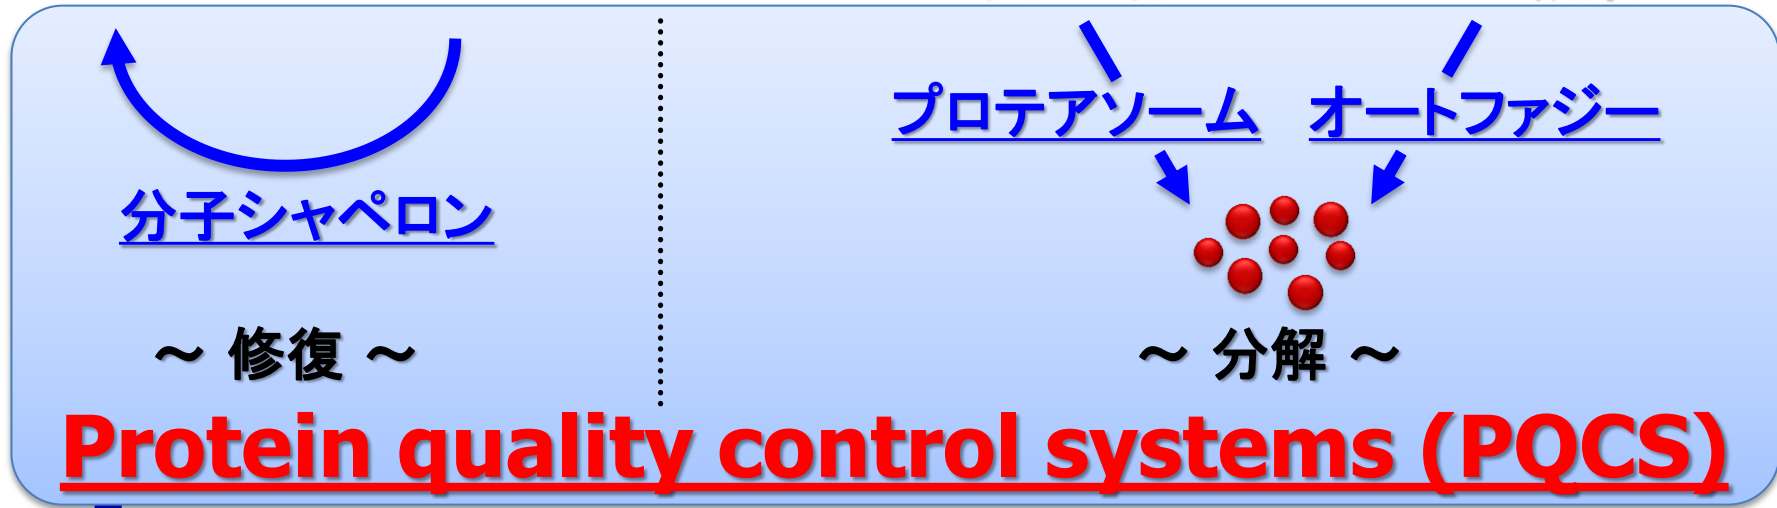 プロテアソーム オートファジー
分子シャペロン
～ 修復 ～ ～ 分解 ～
Protein quality control systems (PQCS)